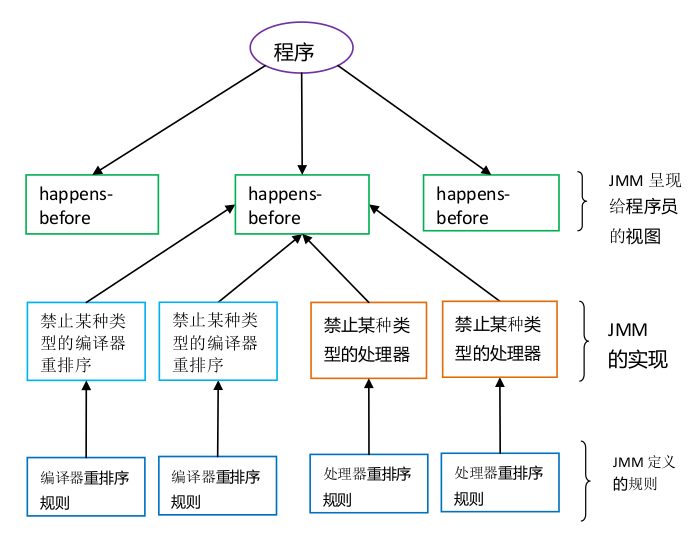 程序
happens-
before
happens-
before
happens-
before
JMM 呈现
给程序员
的视图
禁止某种类
型的编译器
重排序
禁止某种类
型的编译器
重排序
禁止某种类
型的处理器
禁止某种类
型的处理器
JMM
的实现
编译器重排序
规则
编译器重排序
规则
处理器重排序
规则
处理器重排序
规则
JMM 定义
的规则